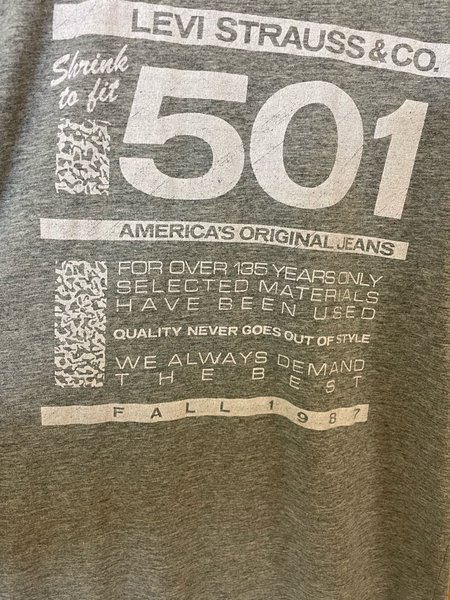 LEVI STRAUSS & CO.
Shrink
to fit
501
AMERICA'S ORIGINAL JEANS
FOR OVER 135 YEARS ONLY
SELECTED MATERIALS
HAVE BEEN USED
QUALITY NEVER GOES OUT OF STYLE
WE ALWAYS DEMAND
THE BEST
FALL 1987